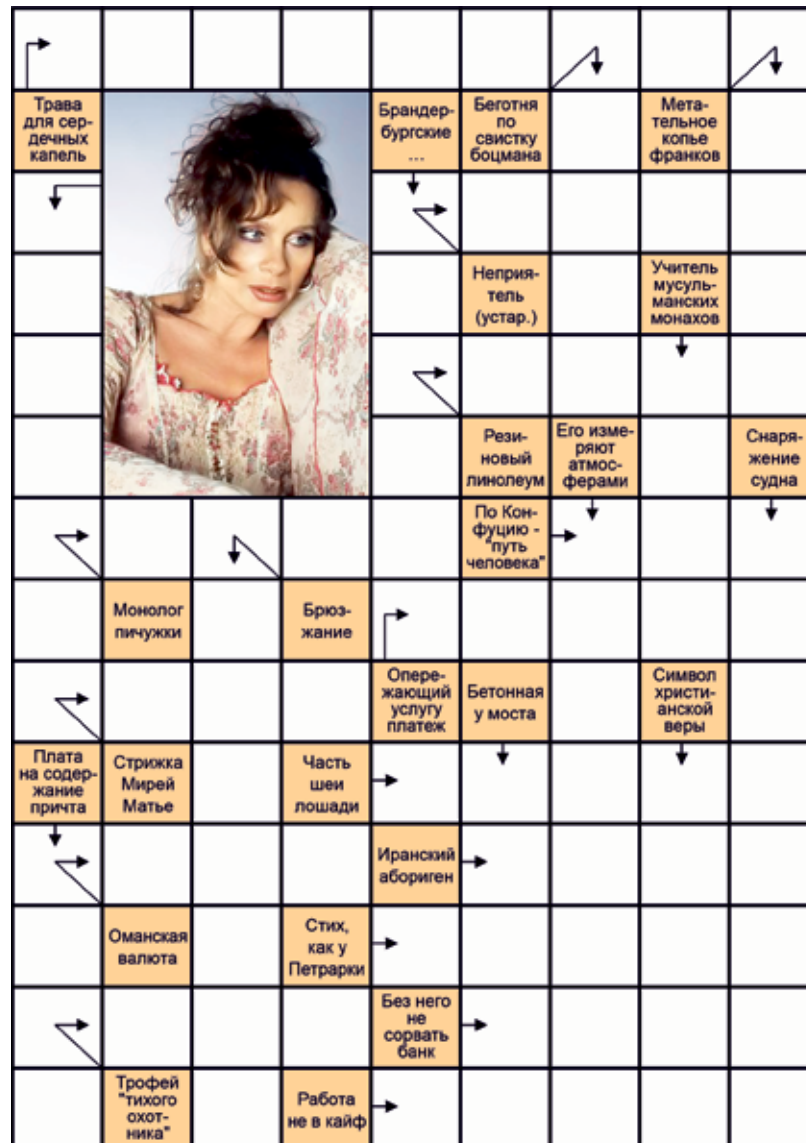 Трава
для сер-
дечных
капель
Брандер-
бургские
...
Беготня
по
свистку
боцмана
Мета-
тельное
копье
франков
Неприя-
тель
(устар.)
Учитель
мусуль-
манских
монахов
Рези-
новый
линолеум
Его изме-
ряют
атмос-
ферами
Снаря-
жение
судна
По Кон-
фуцию -
"путь
человека"
Монолог
пичужки
Брюз-
жание
Опере-
жающий
услугу
платеж
Бетонная
у моста
Символ
христи-
анской
веры
Плата
на содер-
жание
причта
Стрижка
Мирей
Матье
Часть
шеи
лошади
Иранский
абориген
Оманская
валюта
Стих,
как у
Петрарки
Без него
не
сорвать
банк
Трофей
"тихого
охот-
ника"
Работа
не в кайф